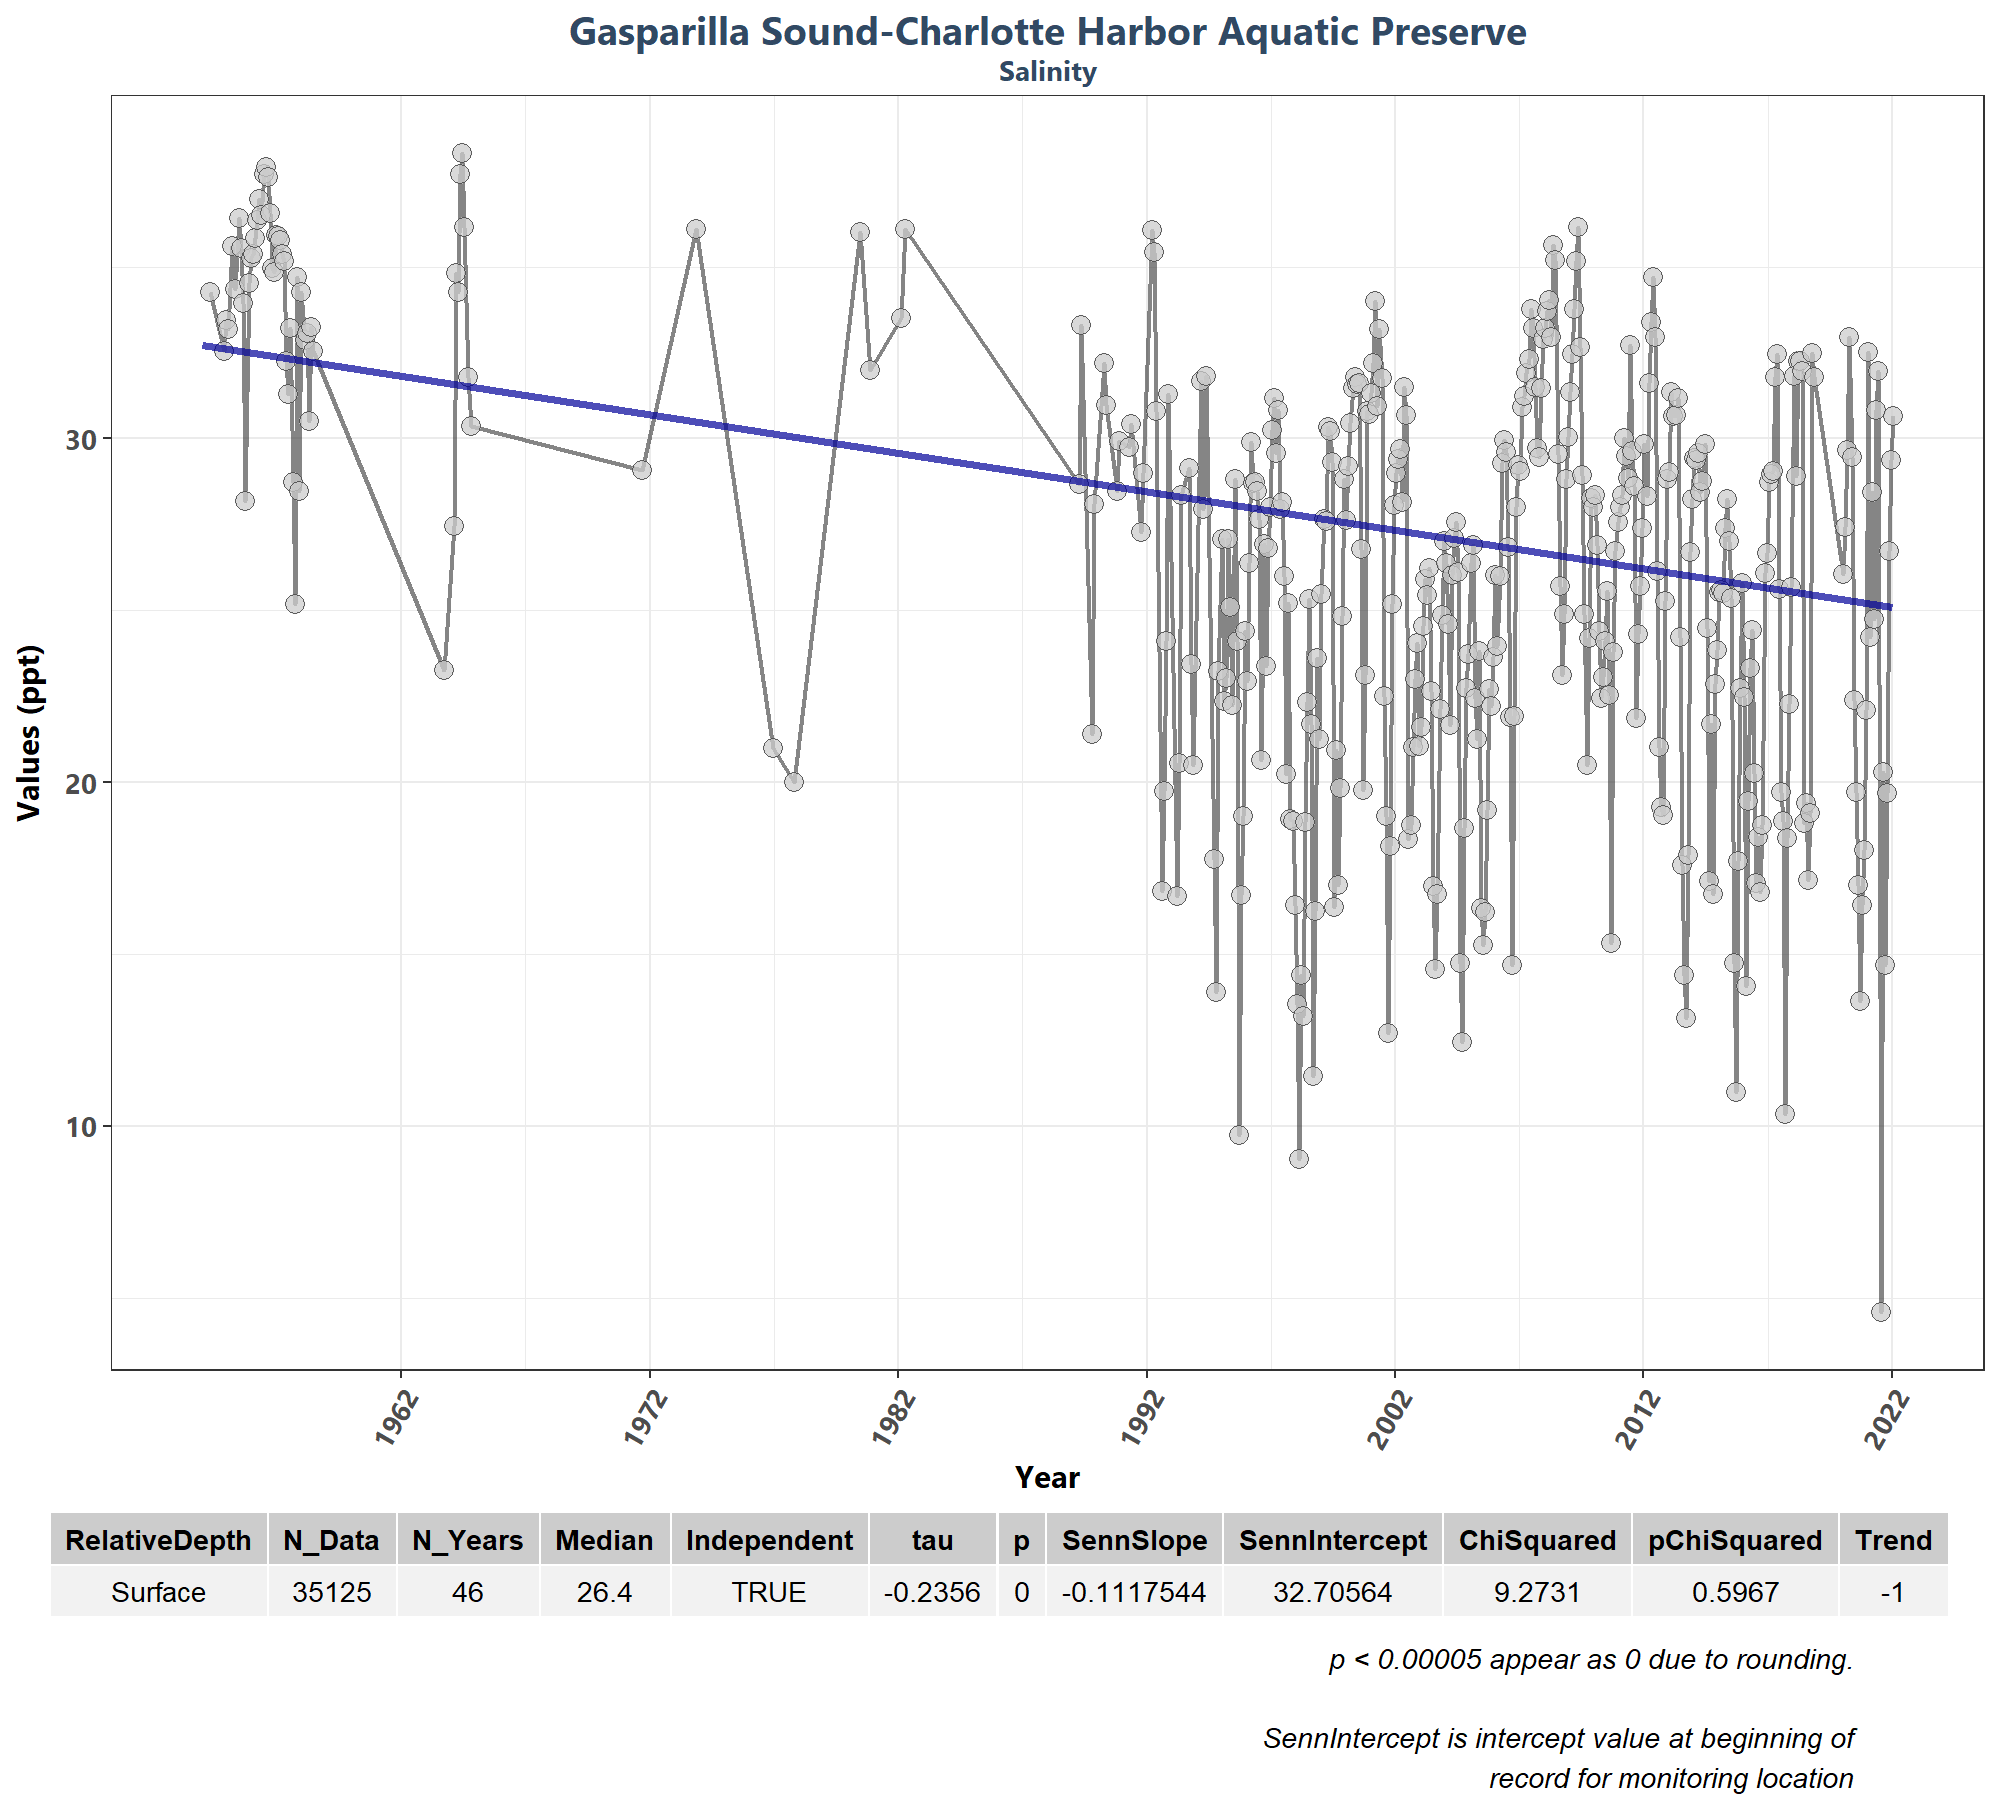 Gasparilla Sound-Charlotte Harbor Aquatic Preserve
Salinity
Values (ppt)
30
20
10
1962
1972
1982
1992
2002
2012
2022
Year
RelativeDepth N_Data N_Years Median Independent tau p SennSlope SennIntercept ChiSquared pChiSquared Trend
Surface 35125 46 26.4 TRUE -0.2356 0 -0.1117544 32.70564 9.2731 0.5967 -1
p < 0.00005 appear as 0 due to rounding.
SennIntercept is intercept value at beginning of
record for monitoring location